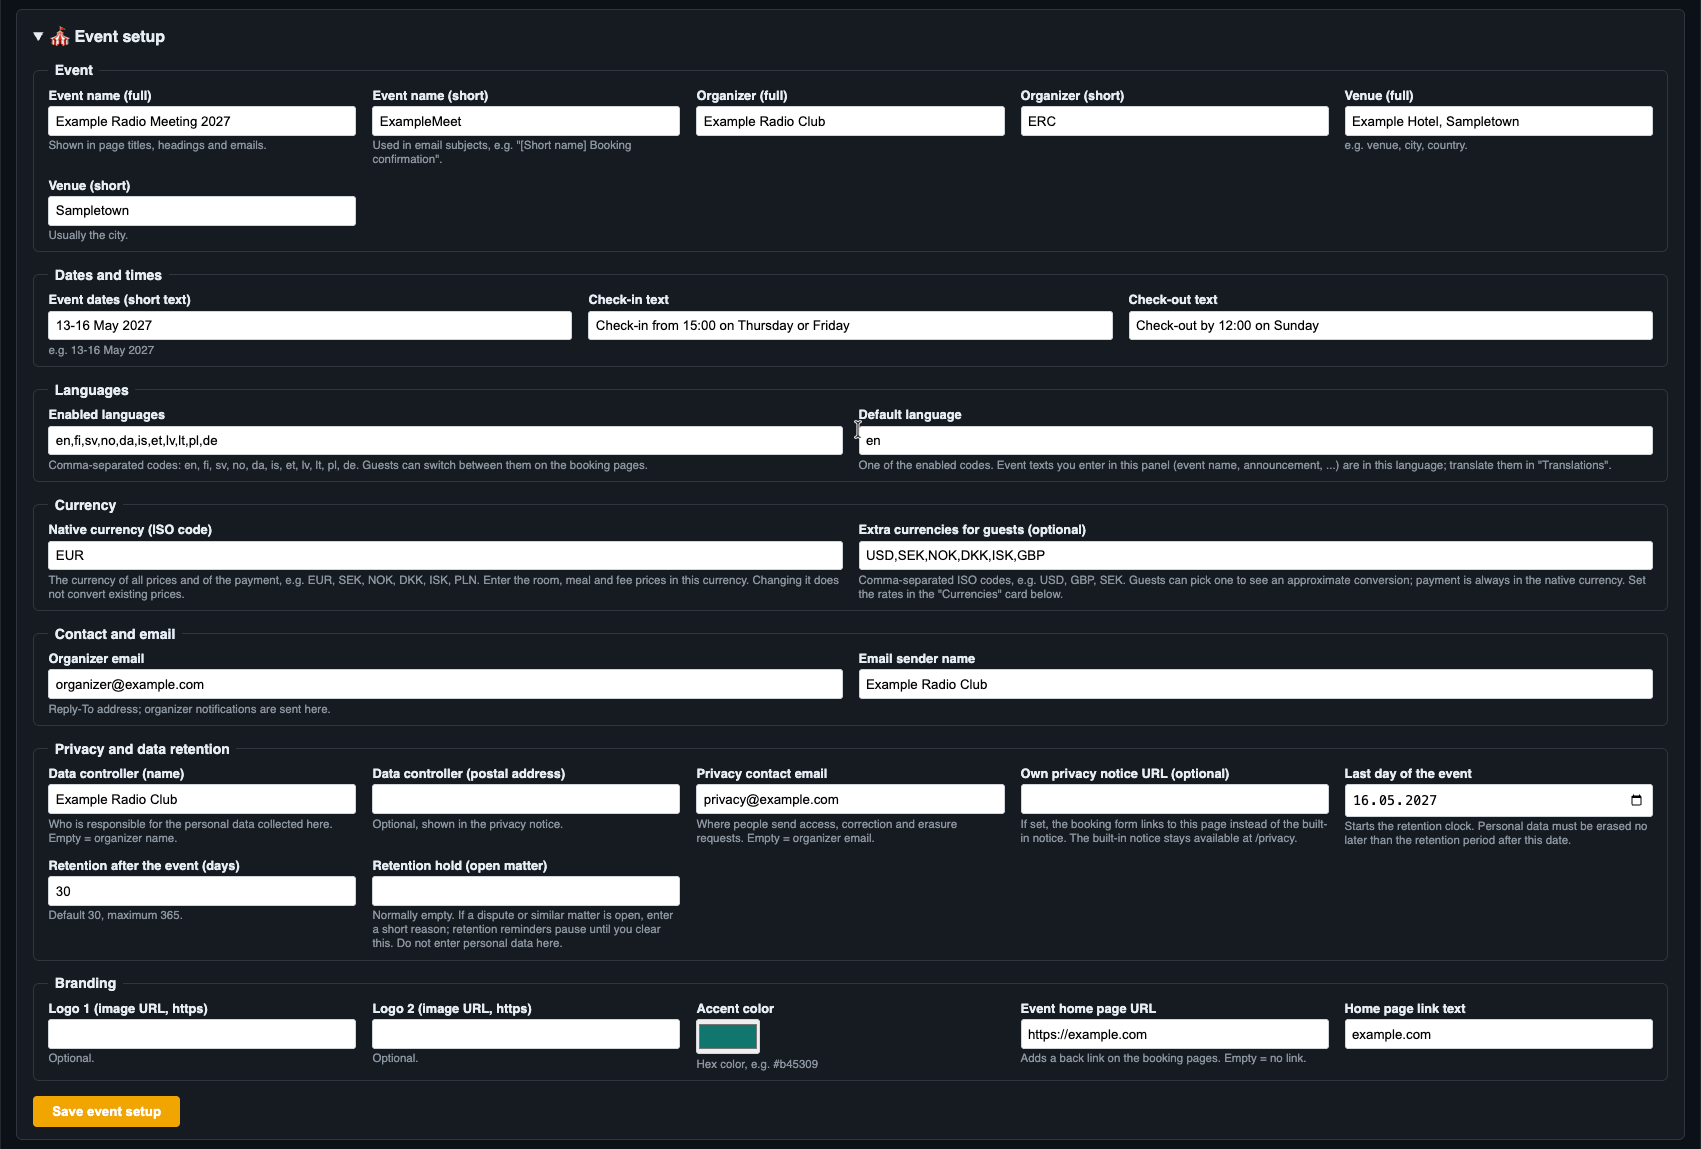 Event setup
Event
Event name (full)
Example Radio Meeting 2027
Shown in page titles, headings and emails.
Event name (short)
ExampleMeet
Used in email subjects, e.g. "[Short name] Booking
confirmation".
Organizer (full)
Example Radio Club
Organizer (short)
ERC
Venue (full)
Example Hotel, Sampletown
e.g. venue, city, country.
Venue (short)
Sampletown
Usually the city.
Dates and times
Event dates (short text)
13-16 May 2027
e.g. 13-16 May 2027
Check-in text
Check-in from 15:00 on Thursday or Friday
Check-out text
Check-out by 12:00 on Sunday
Languages
Enabled languages
en,fi,sv,no,da,is,et,lv,lt,pl,de
Comma-separated codes: en, fi, sv, no, da, is, et, lv, lt, pl, de. Guests can switch between them on the booking pages.
Default language
en
One of the enabled codes. Event texts you enter in this panel (event name, announcement, ...) are in this language; translate them in "Translations".
Currency
Native currency (ISO code)
EUR
The currency of all prices and of the payment, e.g. EUR, SEK, NOK, DKK, ISK, PLN. Enter the room, meal and fee prices in this currency. Changing it does
not convert existing prices.
Extra currencies for guests (optional)
USD,SEK,NOK,DKK,ISK,GBP
Comma-separated ISO codes, e.g. USD, GBP, SEK. Guests can pick one to see an approximate conversion; payment is always in the native currency. Set
the rates in the "Currencies" card below.
Contact and email
Organizer email
organizer@example.com
Reply-To address; organizer notifications are sent here.
Email sender name
Example Radio Club
Privacy and data retention
Data controller (name)
Example Radio Club
Who is responsible for the personal data collected here.
Empty = organizer name.
Data controller (postal address)
Optional, shown in the privacy notice.
Privacy contact email
privacy@example.com
Where people send access, correction and erasure
requests. Empty = organizer email.
Own privacy notice URL (optional)
If set, the booking form links to this page instead of the built-
in notice. The built-in notice stays available at /privacy.
Last day of the event
16.05.2027
Starts the retention clock. Personal data must be erased no
later than the retention period after this date.
Retention after the event (days)
30
Default 30, maximum 365.
Retention hold (open matter)
Normally empty. If a dispute or similar matter is open, enter
a short reason; retention reminders pause until you clear
this. Do not enter personal data here.
Branding
Logo 1 (image URL, https)
Optional.
Logo 2 (image URL, https)
Optional.
Accent color
Hex color, e.g. #b45309
Event home page URL
https://example.com
Adds a back link on the booking pages. Empty = no link.
Home page link text
example.com
Save event setup